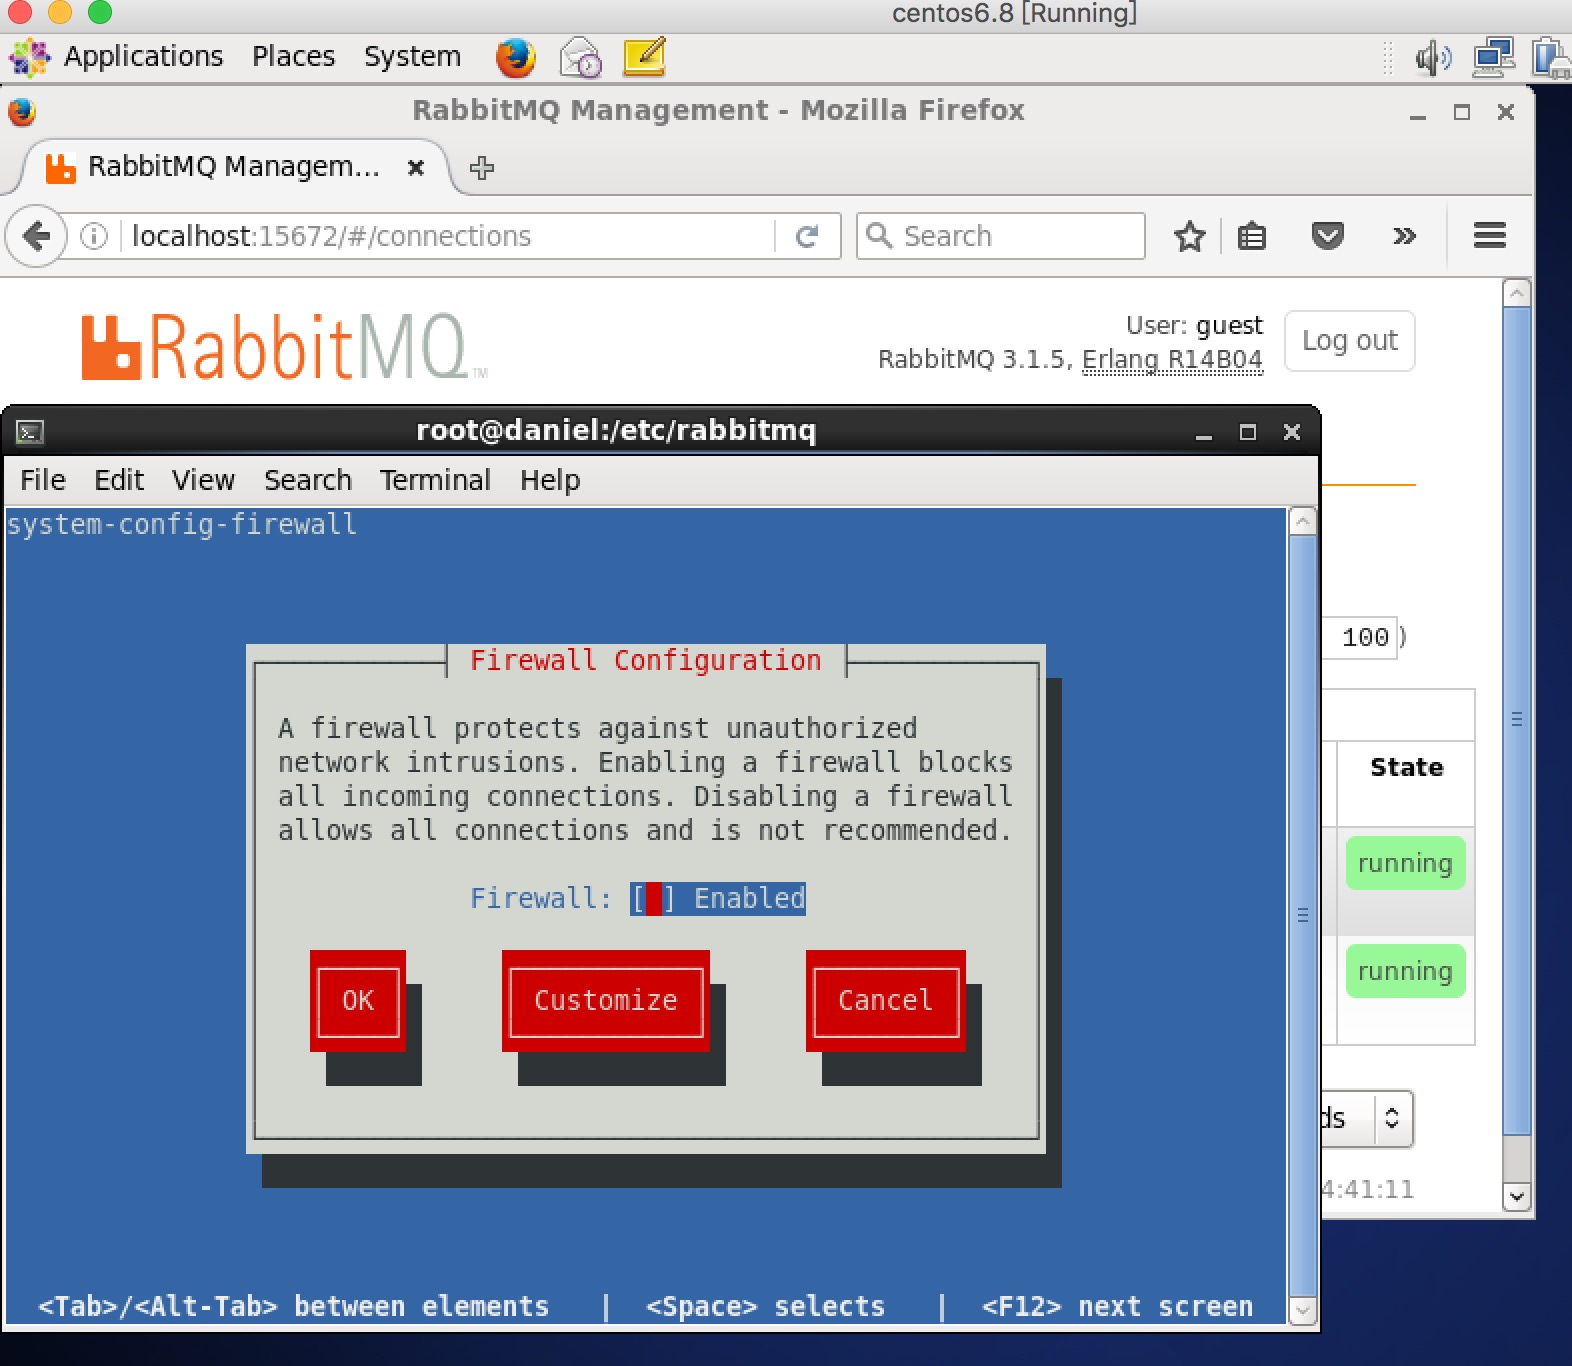 centos6.8 [Running]
Applications Places System
RabbitMQ Management - Mozilla Firefox
RabbitMQ Managem...
localhost:15672/#/connections
Search
RabbitMQ™
User: guest
RabbitMQ 3.1.5, Erlang R14B04
Log out
root@daniel:/etc/rabbitmq
File Edit View Search Terminal Help
system-config-firewall
Firewall Configuration
A firewall protects against unauthorized
network intrusions. Enabling a firewall blocks
all incoming connections. Disabling a firewall
allows all connections and is not recommended.
Firewall: [ ] Enabled
OK Customize Cancel
<Tab>/<Alt-Tab> between elements | <Space> selects | <F12> next screen
100 )
State
running
running
ds
4:41:11